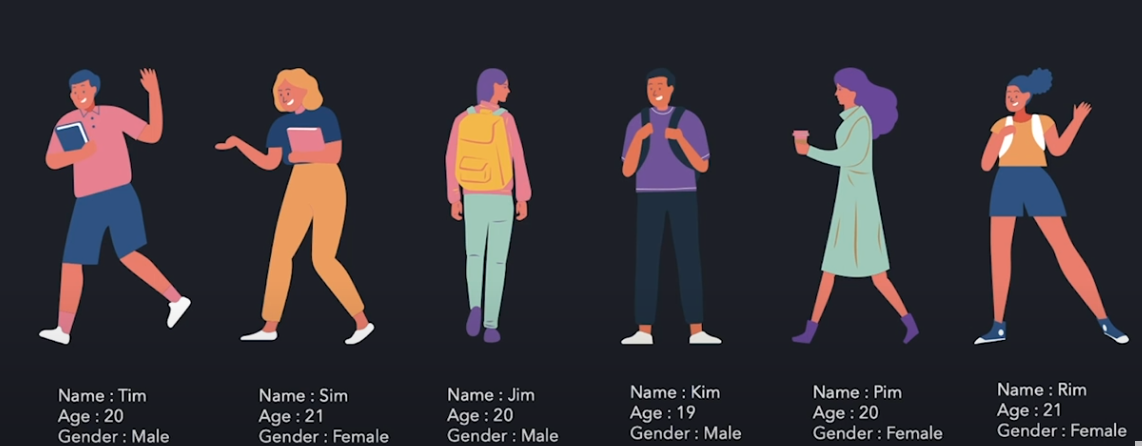 Name : Tim
Age : 20
Gender : Male
Name : Sim
Age : 21
Gender : Female
Name : Jim
Age : 20
Gender : Male
Name : Kim
Age : 19
Gender : Male
Name : Pim
Age : 20
Gender : Female
Name : Rim
Age : 21
Gender : Female